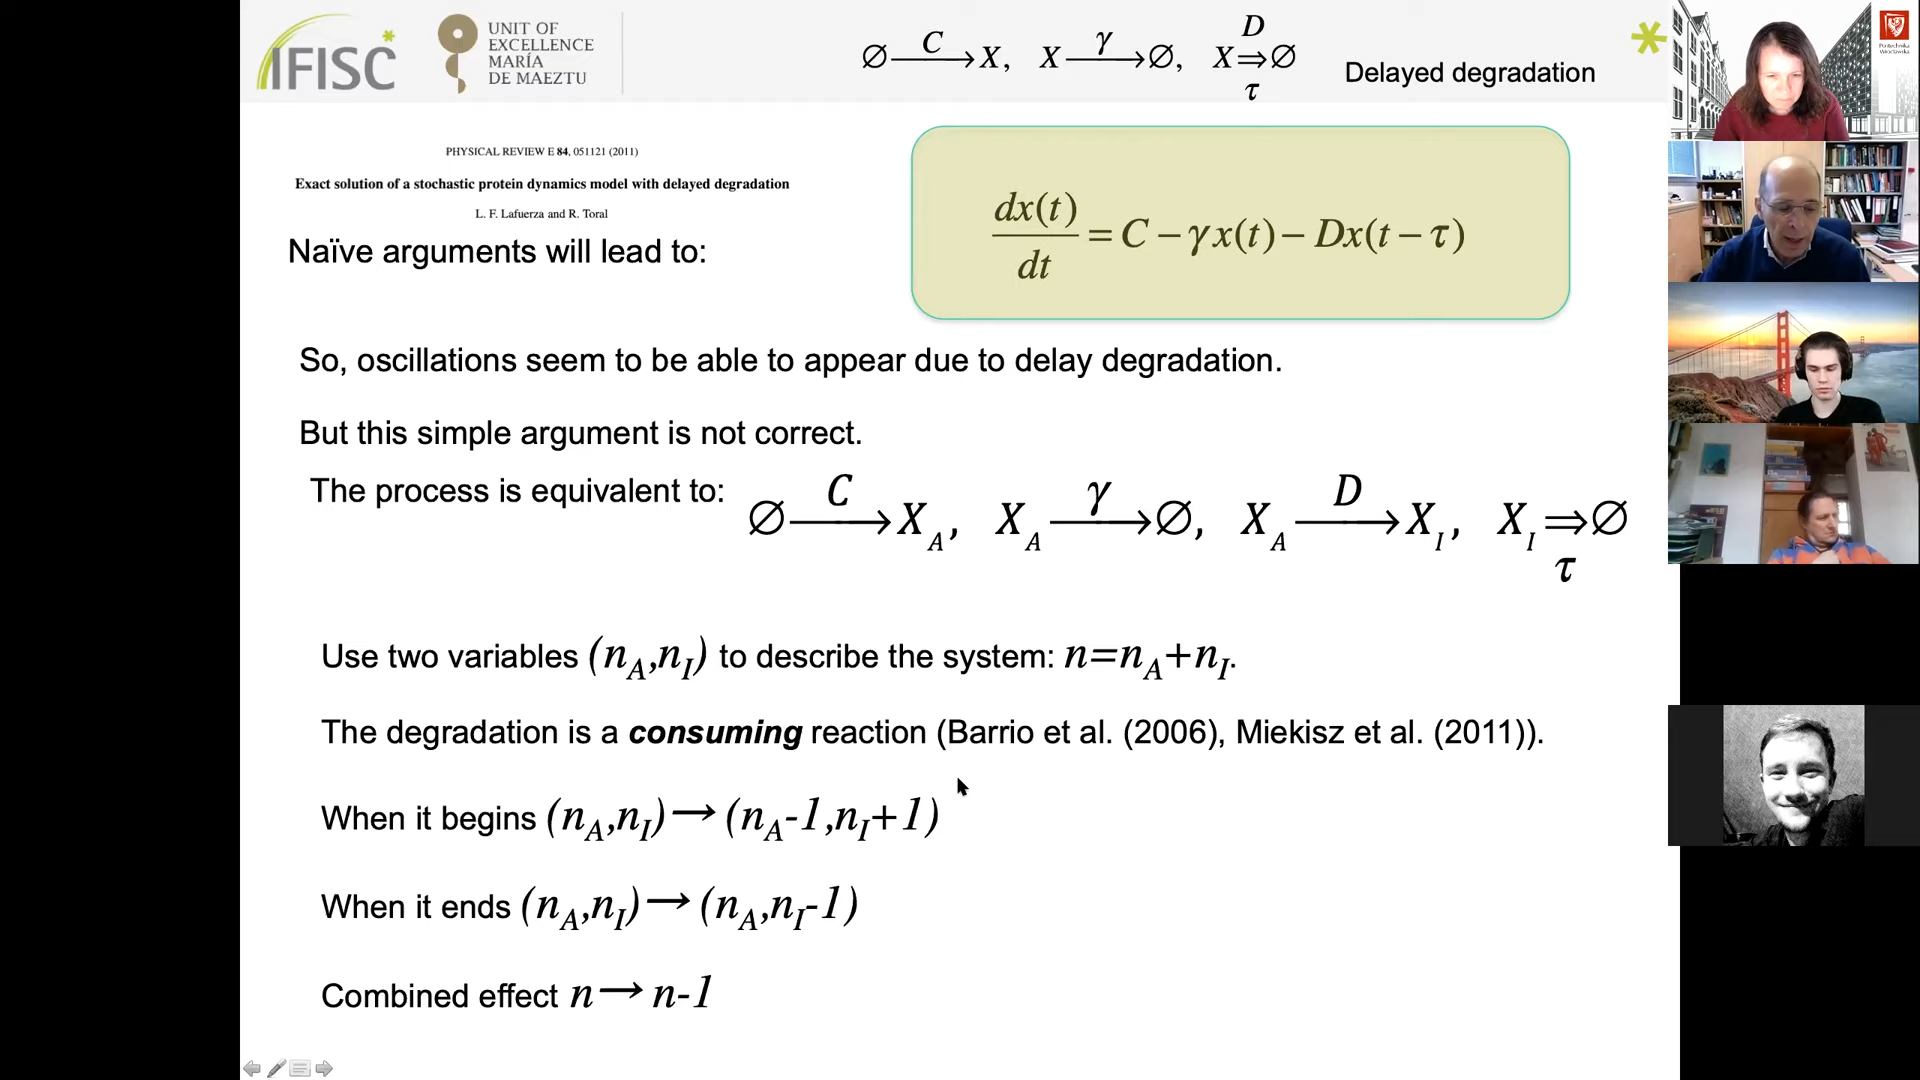 IFISC
UNIT OF
EXCELLENCE
MARÍA
DE MAEZTU
∅ —C→ X, X —γ→ ∅, X ⇒ ∅
D
τ
Delayed degradation
PHYSICAL REVIEW E 84, 051121 (2011)
Exact solution of a stochastic protein dynamics model with delayed degradation
L. F. Lafuerza and R. Toral
Naïve arguments will lead to:
dx(t)/dt = C − γx(t) − Dx(t − τ)
So, oscillations seem to be able to appear due to delay degradation.
But this simple argument is not correct.
The process is equivalent to: ∅ —C→ X_A, X_A —γ→ ∅, X_A —D→ X_I, X_I ⇒ ∅
τ
Use two variables (n_A,n_I) to describe the system: n=n_A+n_I.
The degradation is a consuming reaction (Barrio et al. (2006), Miekisz et al. (2011)).
When it begins (n_A,n_I)→(n_A-1,n_I+1)
When it ends (n_A,n_I)→(n_A,n_I-1)
Combined effect n→ n-1
Politechnika
Wrocławska